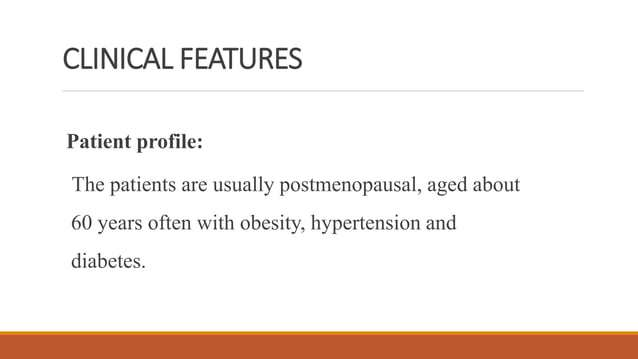 CLINICAL FEATURES
Patient profile:
The patients are usually postmenopausal, aged about
60 years often with obesity, hypertension and
diabetes.